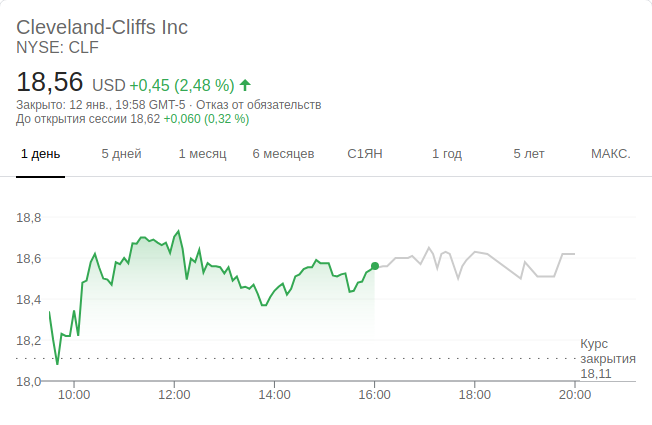 Cleveland-Cliffs Inc
NYSE: CLF
18,56 USD +0,45 (2,48 %)
Закрыто: 12 янв., 19:58 GMT-5 · Отказ от обязательств
До открытия сессии 18,62 +0,060 (0,32 %)
1 день 5 дней 1 месяц 6 месяцев С1ЯН 1 год 5 лет МАКС.
18,8
18,6
18,4
18,2
18,0
Курс
закрытия
18,11
10:00 12:00 14:00 16:00 18:00 20:00